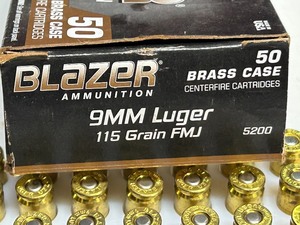 50
BRASS CASE
BLAZER
AMMUNITION
50
BRASS CASE
CENTERFIRE CARTRIDGES
9MM Luger
115 Grain FMJ
5200